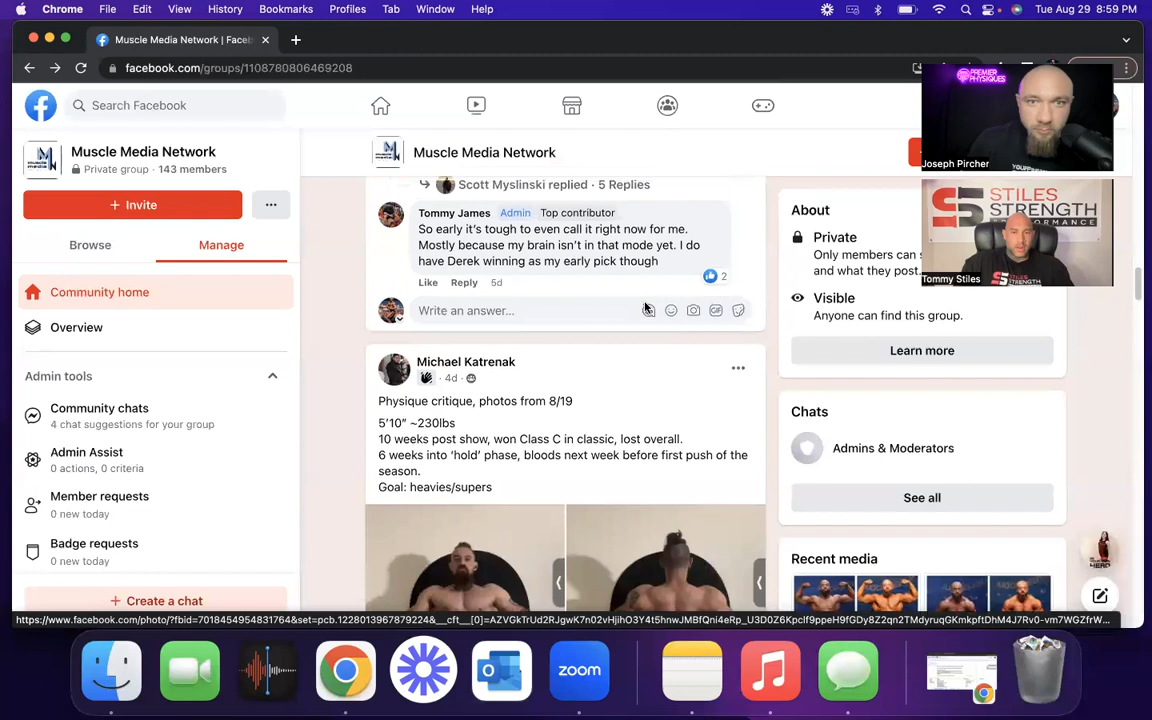 Chrome File Edit View History Bookmarks Profiles Tab Window Help Tue Aug 29 8:59 PM
Muscle Media Network | Faceb
facebook.com/groups/1108780806469208
Search Facebook
PREMIER
PHYSIQUES
Joseph Pircher
STILES
STRENGTH
PERFORMANCE
Tommy Stiles
Muscle Media Network
Private group · 143 members
+ Invite
Browse Manage
Community home
Overview
Admin tools
Community chats
4 chat suggestions for your group
Admin Assist
0 actions, 0 criteria
Member requests
0 new today
Badge requests
0 new today
+ Create a chat
Muscle Media Network
Scott Myslinski replied · 5 Replies
Tommy James Admin Top contributor
So early it's tough to even call it right now for me.
Mostly because my brain isn't in that mode yet. I do
have Derek winning as my early pick though
2
Like Reply 5d
Write an answer...
Michael Katrenak
· 4d ·
Physique critique, photos from 8/19
5'10" ~230lbs
10 weeks post show, won Class C in classic, lost overall.
6 weeks into 'hold' phase, bloods next week before first push of the
season.
Goal: heavies/supers
About
Private
Only members can
and what they post.
Visible
Anyone can find this group.
Learn more
Chats
Admins & Moderators
See all
Recent media
zoom